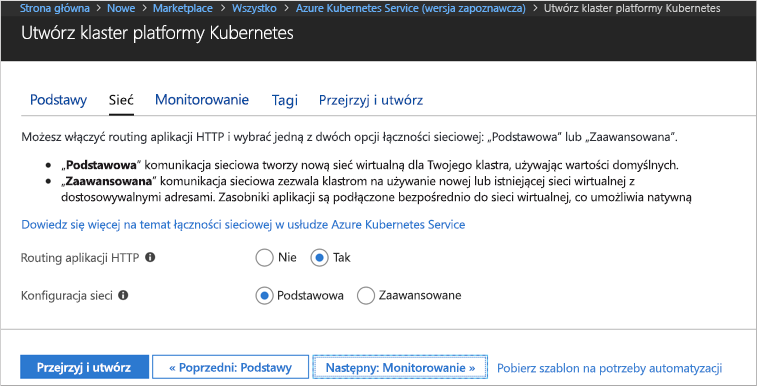 Strona główna > Nowe > Marketplace > Wszystko > Azure Kubernetes Service (wersja zapoznawcza) > Utwórz klaster platformy Kubernetes
Utwórz klaster platformy Kubernetes
Podstawy Sieć Monitorowanie Tagi Przejrzyj i utwórz
Możesz włączyć routing aplikacji HTTP i wybrać jedną z dwóch opcji łączności sieciowej: „Podstawowa” lub „Zaawansowana”.
• „Podstawowa” komunikacja sieciowa tworzy nową sieć wirtualną dla Twojego klastra, używając wartości domyślnych.
• „Zaawansowana” komunikacja sieciowa zezwala klastrom na używanie nowej lub istniejącej sieci wirtualnej z
dostosowywalnymi adresami. Zasobniki aplikacji są podłączone bezpośrednio do sieci wirtualnej, co umożliwia natywną
Dowiedz się więcej na temat łączności sieciowej w usłudze Azure Kubernetes Service
Routing aplikacji HTTP Nie Tak
Konfiguracja sieci Podstawowa Zaawansowane
Przejrzyj i utwórz « Poprzedni: Podstawy Następny: Monitorowanie » Pobierz szablon na potrzeby automatyzacji